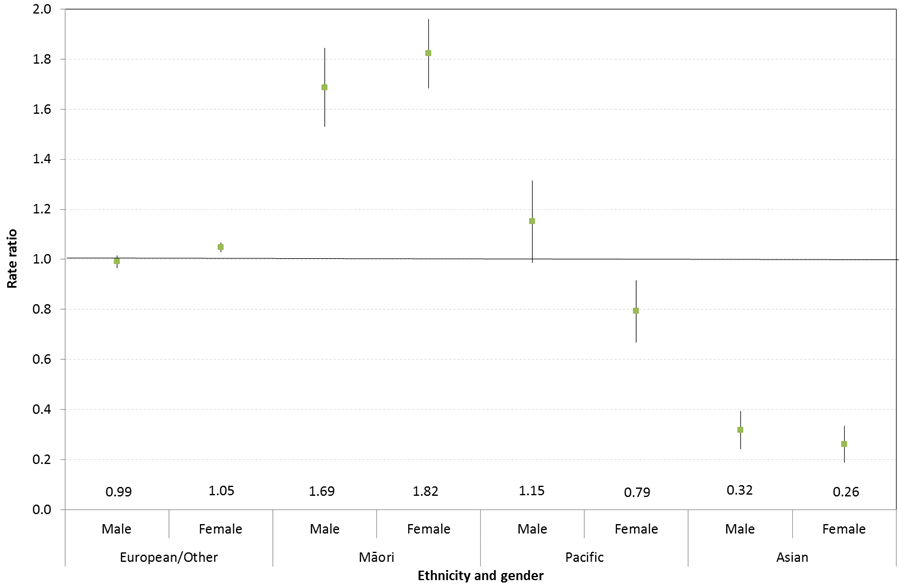 2.0
1.8
1.6
1.4
1.2
1.0
0.8
0.6
0.4
0.2
0.0
Rate ratio
0.99 1.05 1.69 1.82 1.15 0.79 0.32 0.26
Male Female Male Female Male Female Male Female
European/Other Māori Pacific Asian
Ethnicity and gender